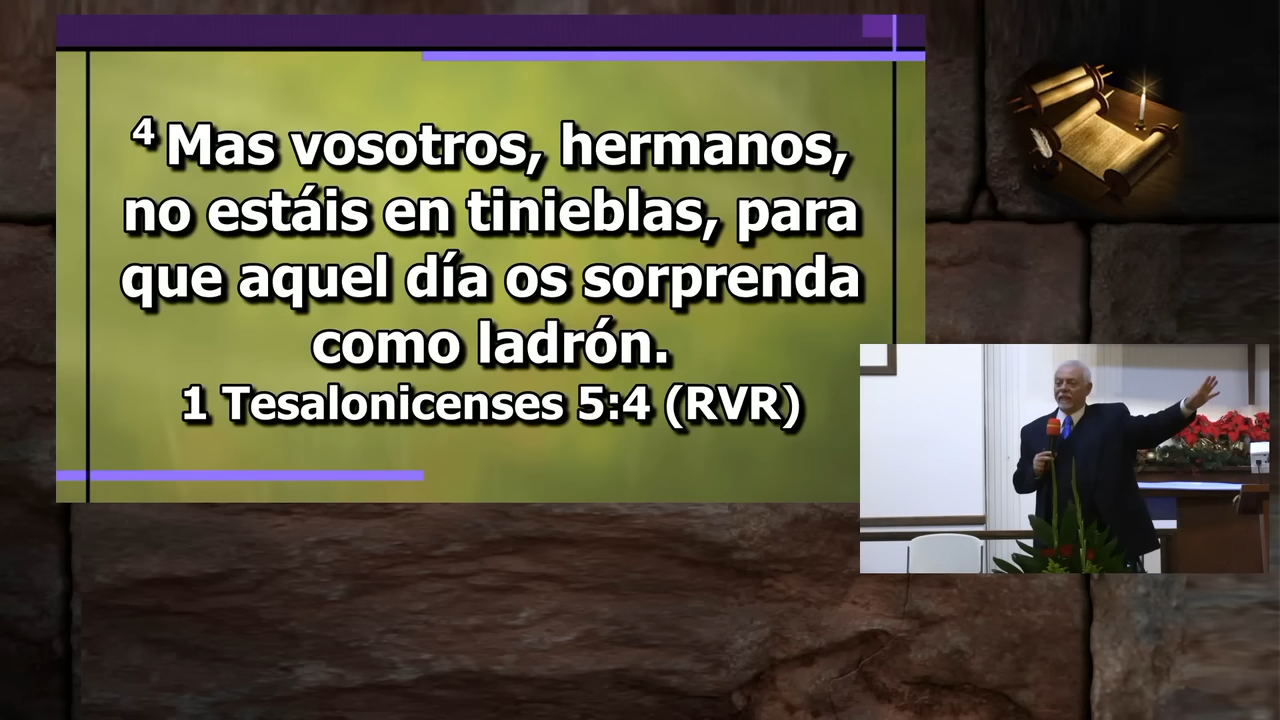 4 Mas vosotros, hermanos,
no estáis en tinieblas, para
que aquel día os sorprenda
como ladrón.
1 Tesalonicenses 5:4 (RVR)